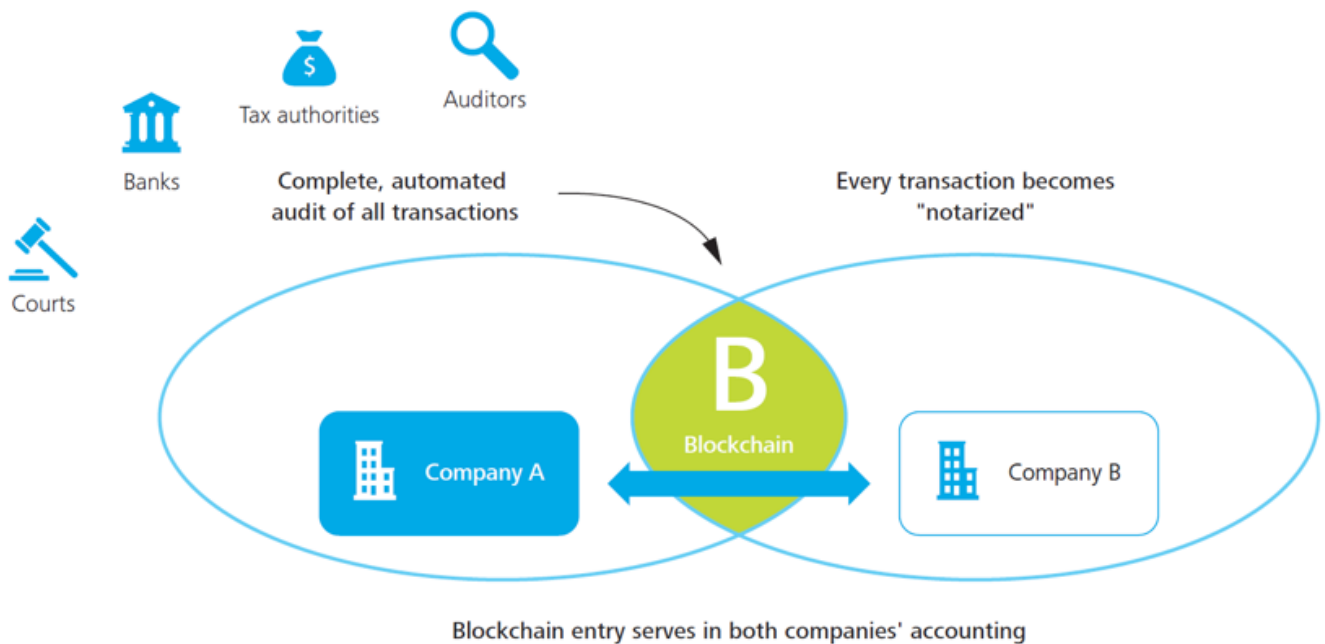 $
Auditors
Tax authorities
Banks
Courts
Complete, automated
audit of all transactions
Every transaction becomes
"notarized"
B
Blockchain
Company A
Company B
Blockchain entry serves in both companies' accounting